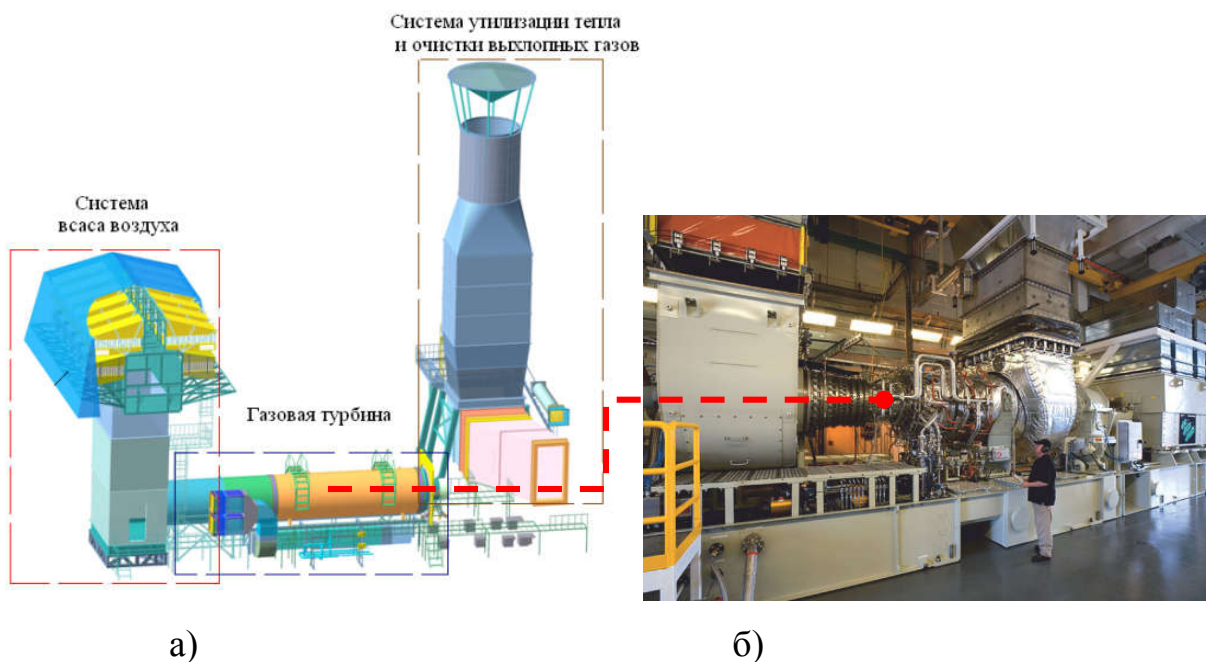 Система утилизации тепла
и очистки выхлопных газов
Система
всаса воздуха
Газовая турбина
а)
б)